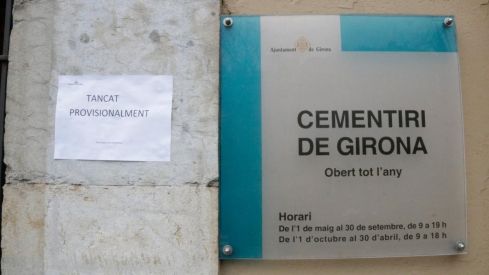 TANCAT
PROVISIONALMENT
Ajuntament de Girona
CEMENTIRI
DE GIRONA
Obert tot l'any
Horari
De l'1 de maig al 30 de setembre, de 9 a 19 h
De l'1 d'octubre al 30 d'abril, de 9 a 18 h